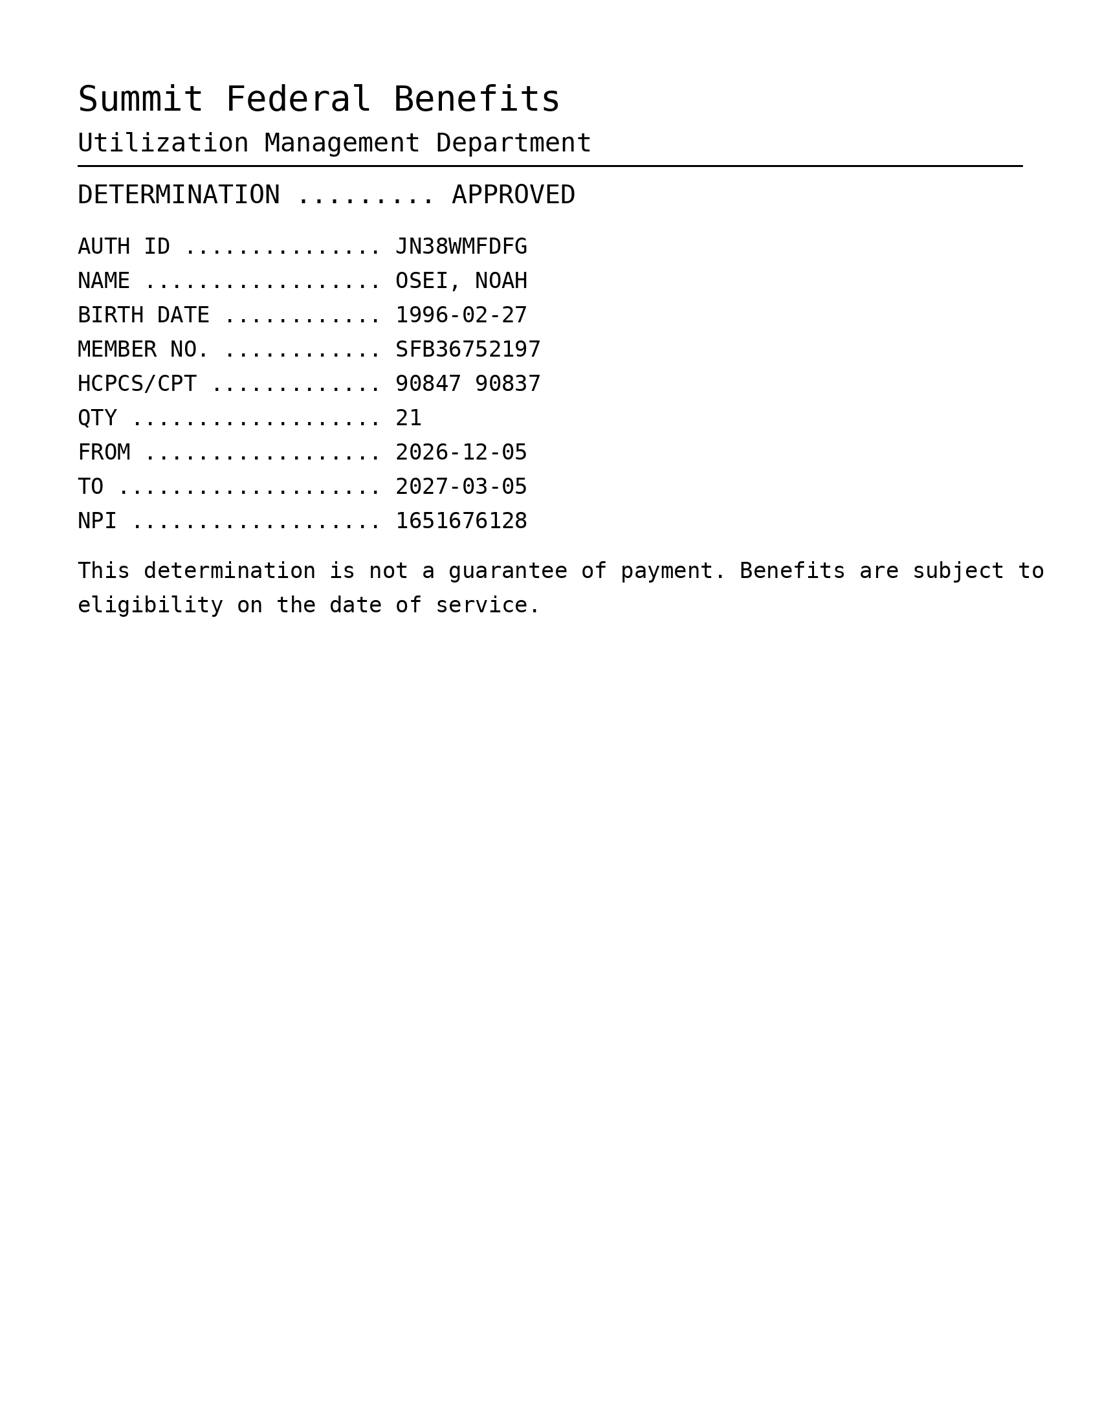 Summit Federal Benefits
Utilization Management Department
DETERMINATION ......... APPROVED
AUTH ID ............... JN38WMFDFG
NAME .................. OSEI, NOAH
BIRTH DATE ............ 1996-02-27
MEMBER NO. ............ SFB36752197
HCPCS/CPT ............. 90847 90837
QTY ................... 21
FROM .................. 2026-12-05
TO .................... 2027-03-05
NPI ................... 1651676128
This determination is not a guarantee of payment. Benefits are subject to
eligibility on the date of service.